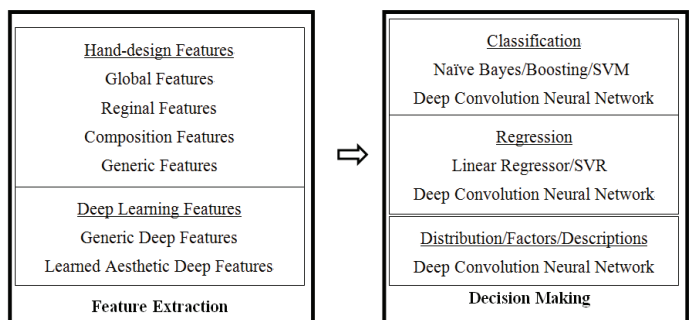 Hand-design Features
Global Features
Reginal Features
Composition Features
Generic Features
Deep Learning Features
Generic Deep Features
Learned Aesthetic Deep Features
Feature Extraction
Classification
Naïve Bayes/Boosting/SVM
Deep Convolution Neural Network
Regression
Linear Regressor/SVR
Deep Convolution Neural Network
Distribution/Factors/Descriptions
Deep Convolution Neural Network
Decision Making